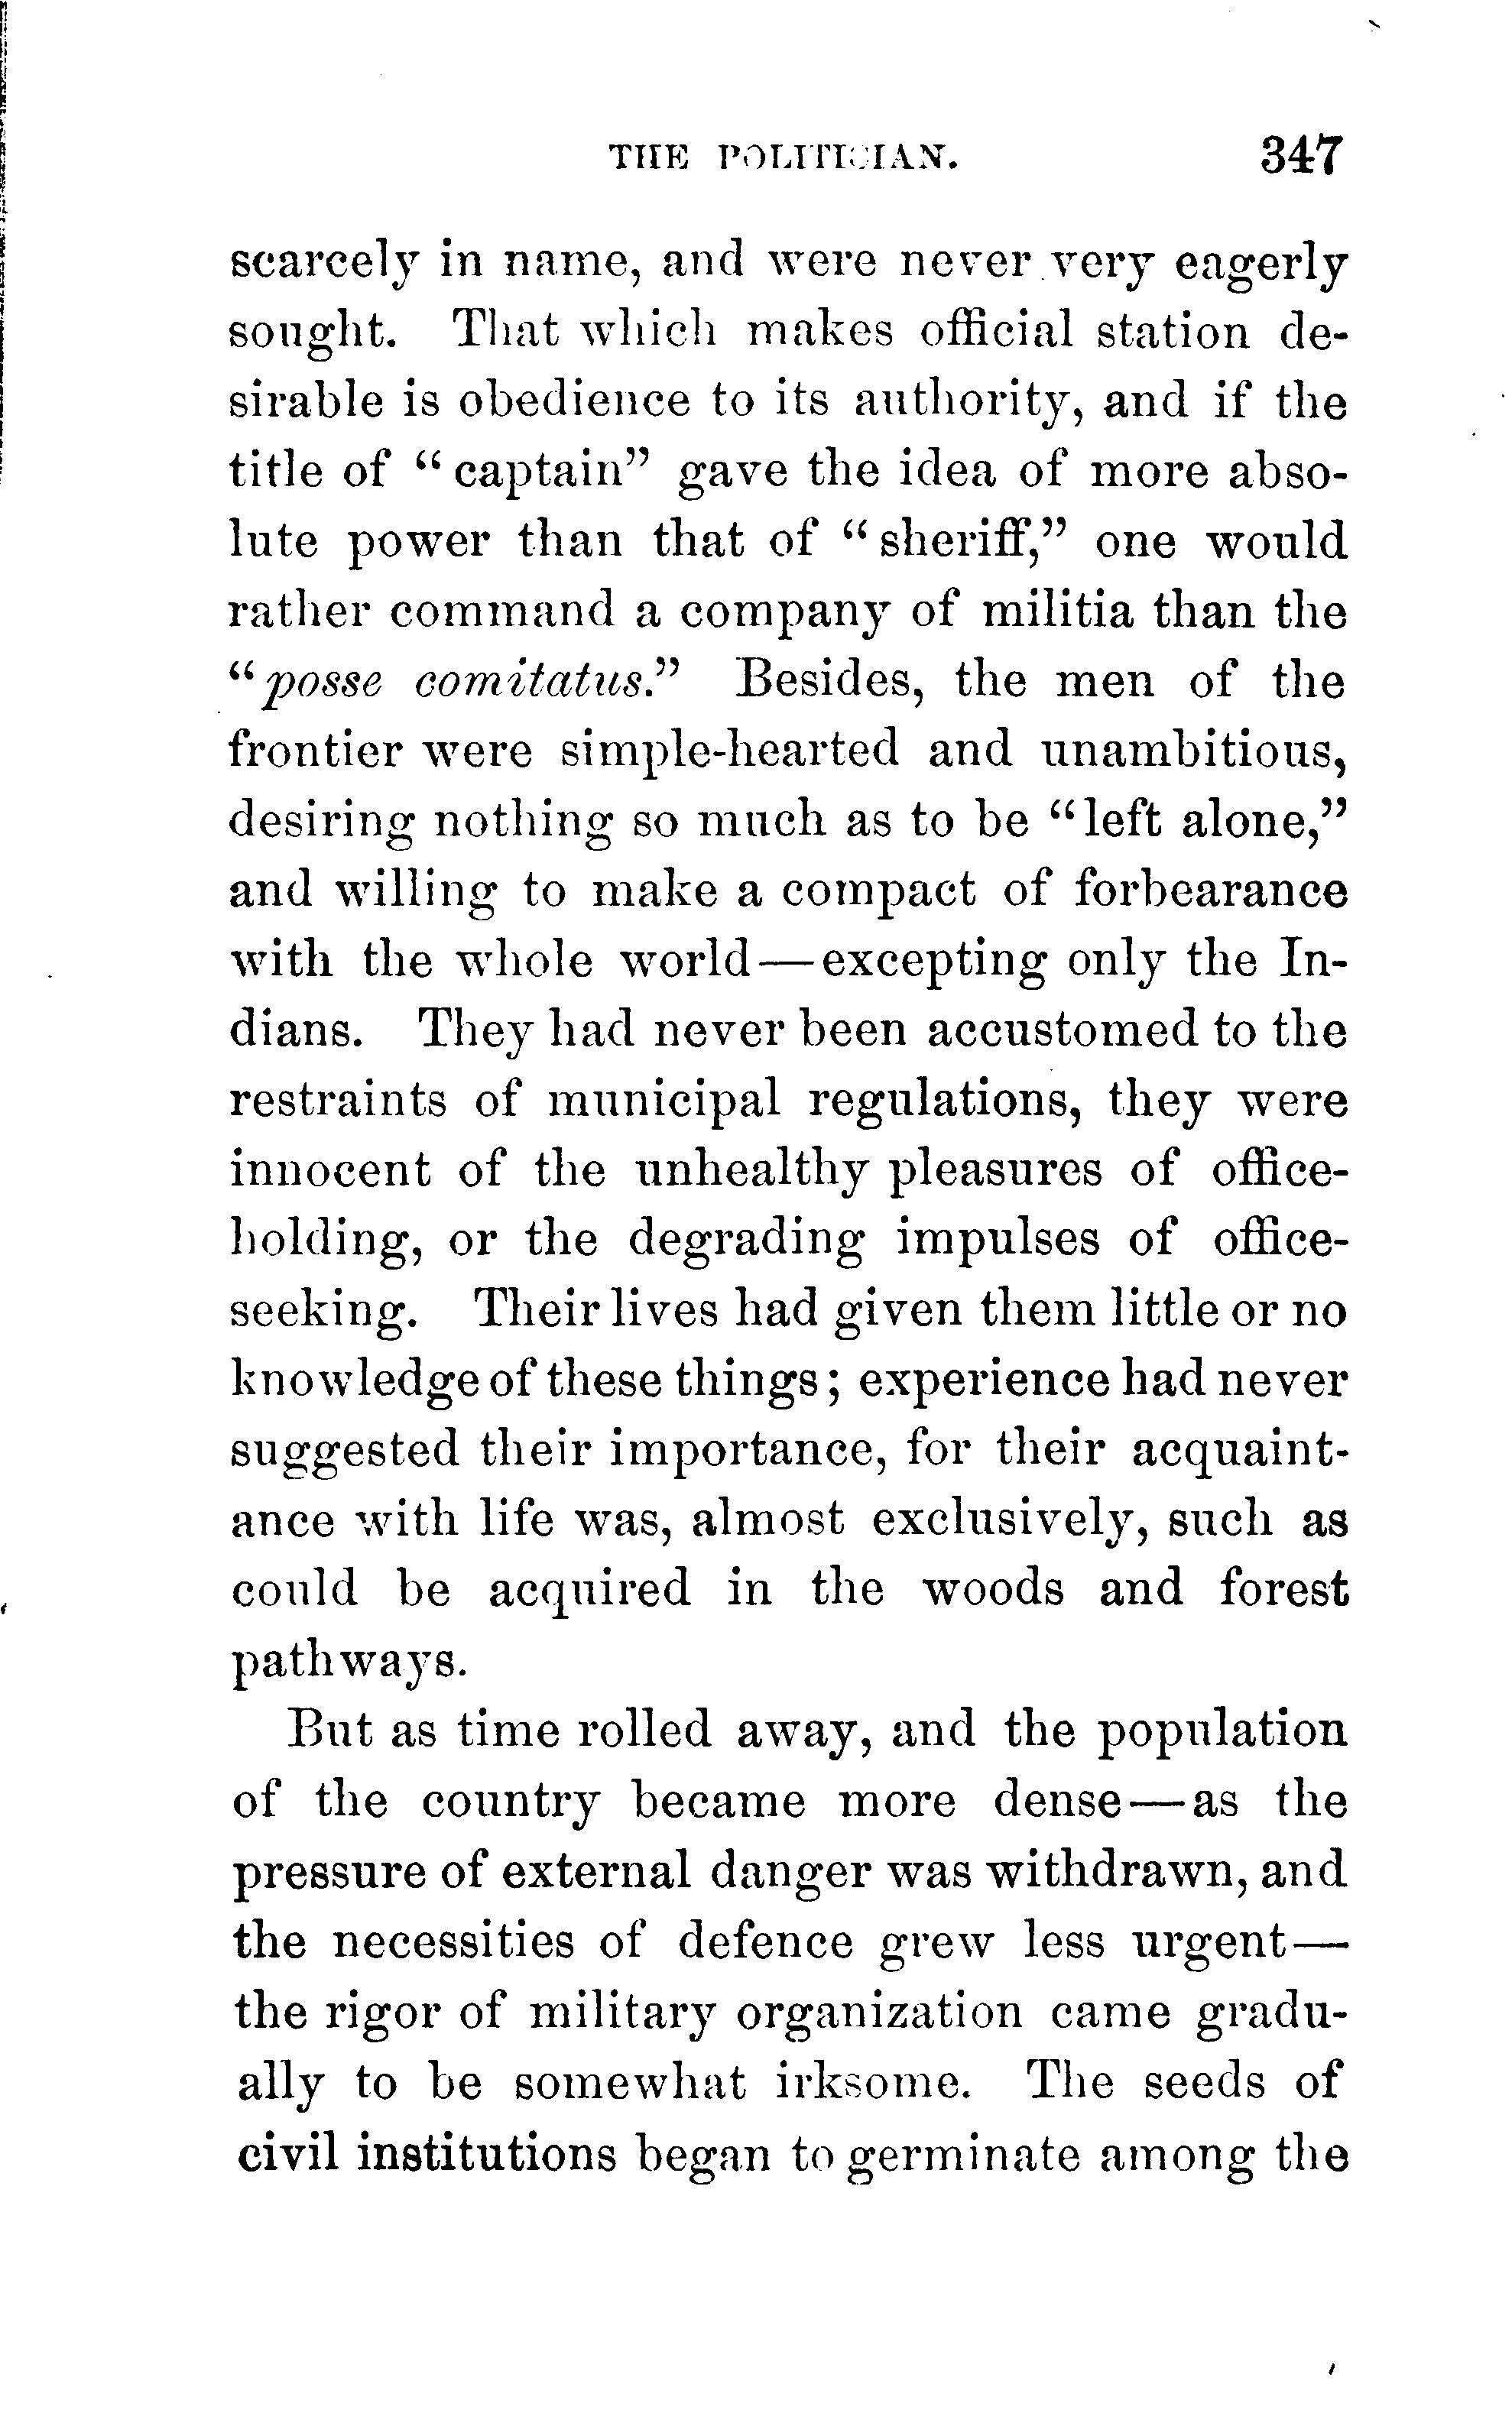 THE POLITICIAN. 347
scarcely in name, and were never very eagerly
sought. That which makes official station de-
sirable is obedience to its authority, and if the
title of “captain” gave the idea of more abso-
lute power than that of “sheriff,” one would
rather command a company of militia than the
“posse comitatus.” Besides, the men of the
frontier were simple-hearted and unambitious,
desiring nothing so much as to be “left alone,”
and willing to make a compact of forbearance
with the whole world—excepting only the In-
dians. They had never been accustomed to the
restraints of municipal regulations, they were
innocent of the unhealthy pleasures of office-
holding, or the degrading impulses of office-
seeking. Their lives had given them little or no
knowledge of these things; experience had never
suggested their importance, for their acquaint-
ance with life was, almost exclusively, such as
could be acquired in the woods and forest
pathways.
But as time rolled away, and the population
of the country became more dense—as the
pressure of external danger was withdrawn, and
the necessities of defence grew less urgent—
the rigor of military organization came gradu-
ally to be somewhat irksome. The seeds of
civil institutions began to germinate among the